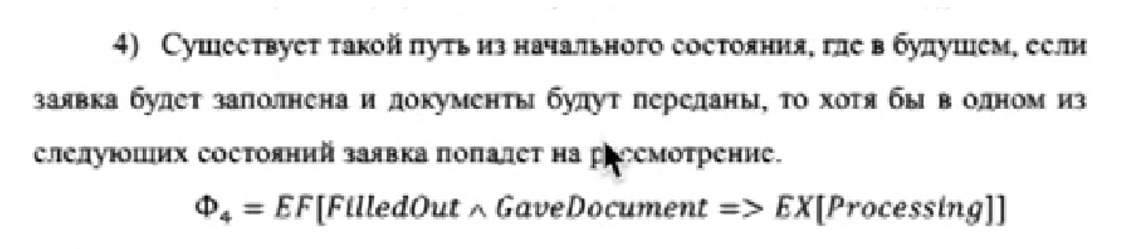 4) Существует такой путь из начального состояния, где в будущем, если
заявка будет заполнена и документы будут переданы, то хотя бы в одном из
следующих состояний заявка попадет на рассмотрение.
Φ₄ = EF[FilledOut ∧ GaveDocument => EX[Processing]]